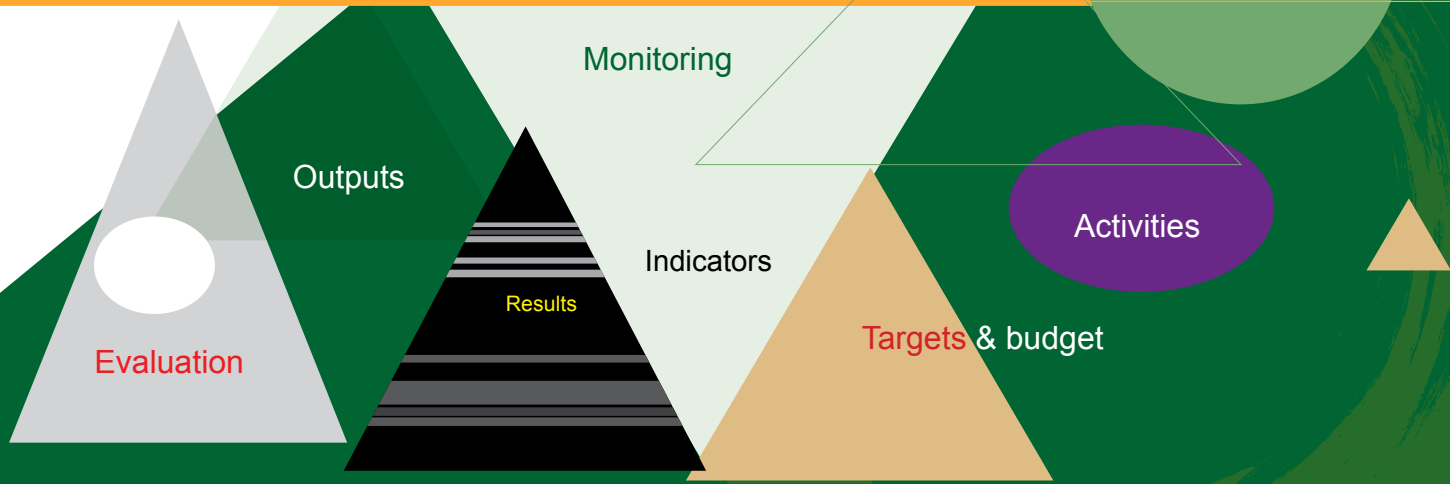 Monitoring
Outputs
Activities
Indicators
Results
Targets & budget
Evaluation